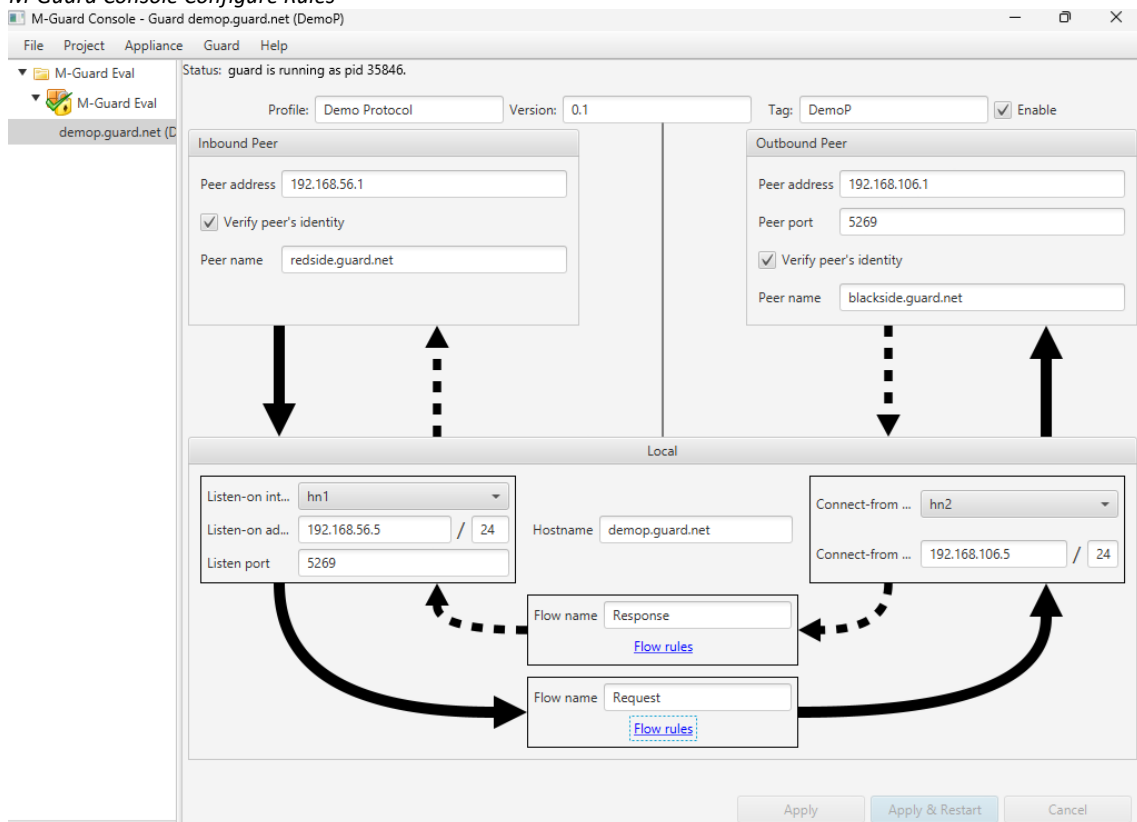 M-Guard Console Configure Rules
M-Guard Console - Guard demop.guard.net (DemoP)
File Project Appliance Guard Help
M-Guard Eval
M-Guard Eval
demop.guard.net (D
Status: guard is running as pid 35846.
Profile: Demo Protocol Version: 0.1 Tag: DemoP Enable
Inbound Peer
Peer address 192.168.56.1
Verify peer's identity
Peer name redside.guard.net
Outbound Peer
Peer address 192.168.106.1
Peer port 5269
Verify peer's identity
Peer name blackside.guard.net
Local
Listen-on int... hn1
Listen-on ad... 192.168.56.5 / 24
Listen port 5269
Hostname demop.guard.net
Connect-from ... hn2
Connect-from ... 192.168.106.5 / 24
Flow name Response
Flow rules
Flow name Request
Flow rules
Apply Apply & Restart Cancel